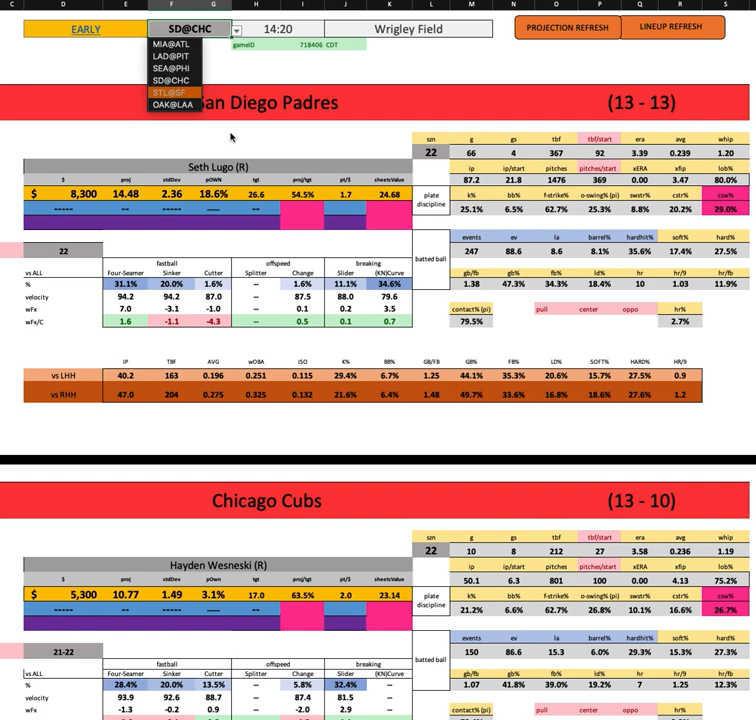 C D E F G H I J K L M N O P Q R S
EARLY SD@CHC 14:20 Wrigley Field PROJECTION REFRESH LINEUP REFRESH
gameID 718406 CDT
MIA@ATL
LAD@PIT
SEA@PHI
SD@CHC
STL@SF
OAK@LAA
San Diego Padres (13 - 13)
szn g gs tbf tbf/start era avg whip
22 66 4 367 92 3.39 0.239 1.20
Seth Lugo (R) ip ip/start pitches pitches/start xERA xfip lob%
$ proj stdDev pOWN tgt proj/tgt pt/$ sheetsValue 87.2 21.8 1476 369 0.00 3.47 80.0%
$ 8,300 14.48 2.36 18.6% 26.6 54.5% 1.7 24.68 plate discipline k% bb% f-strike% o-swing% (pi) swstr% cstr% csw%
----- -- ----- ---- -- -- 25.1% 6.5% 62.7% 25.3% 8.8% 20.2% 29.0%
22 batted ball events ev la barrel% hardhit% soft% hard%
247 88.6 8.6 8.1% 35.6% 17.4% 27.5%
fastball offspeed breaking
vs ALL Four-Seamer Sinker Cutter Splitter Change Slider (KN)Curve gb/fb gb% fb% ld% hr hr/9 hr/fb
% 31.1% 20.0% 1.6% -- 1.6% 11.1% 34.6% 1.38 47.3% 34.3% 18.4% 10 1.03 11.9%
velocity 94.2 94.2 87.0 -- 87.5 88.0 79.6
wFx 7.0 -3.1 -1.0 -- 0.1 0.2 3.5 contact% (pi) pull center oppo hr%
wFx/C 1.6 -1.1 -4.3 -- 0.5 0.1 0.7 79.5% 2.7%
IP TBF AVG wOBA ISO K% BB% GB/FB GB% FB% LD% SOFT% HARD% HR/9
vs LHH 40.2 163 0.196 0.251 0.115 29.4% 6.7% 1.25 44.1% 35.3% 20.6% 15.7% 27.5% 0.9
vs RHH 47.0 204 0.275 0.325 0.132 21.6% 6.4% 1.48 49.7% 33.6% 16.8% 18.6% 27.6% 1.2
Chicago Cubs (13 - 10)
szn g gs tbf tbf/start era avg whip
22 10 8 212 27 3.58 0.236 1.19
Hayden Wesneski (R) ip ip/start pitches pitches/start xERA xfip lob%
$ proj stdDev pOwn tgt proj/tgt pt/$ sheetsValue 50.1 6.3 801 100 0.00 4.13 75.2%
$ 5,300 10.77 1.49 3.1% 17.0 63.5% 2.0 23.14 plate discipline k% bb% f-strike% o-swing% (pi) swstr% cstr% csw%
----- -- ----- ---- -- -- 21.2% 6.6% 62.7% 26.8% 10.1% 16.6% 26.7%
21-22 batted ball events ev la barrel% hardhit% soft% hard%
150 86.6 15.3 6.0% 29.3% 15.3% 27.3%
fastball offspeed breaking
vs ALL Four-Seamer Sinker Cutter Splitter Change Slider (KN)Curve gb/fb gb% fb% ld% hr hr/9 hr/fb
% 28.4% 20.0% 13.5% -- 5.8% 32.4% -- 1.07 41.8% 39.0% 19.2% 7 1.25 12.3%
velocity 93.9 92.6 88.7 -- 87.4 81.5 --
wFx -1.3 -0.2 0.9 -- -2.0 2.9 -- contact% (pi) pull center oppo hr%